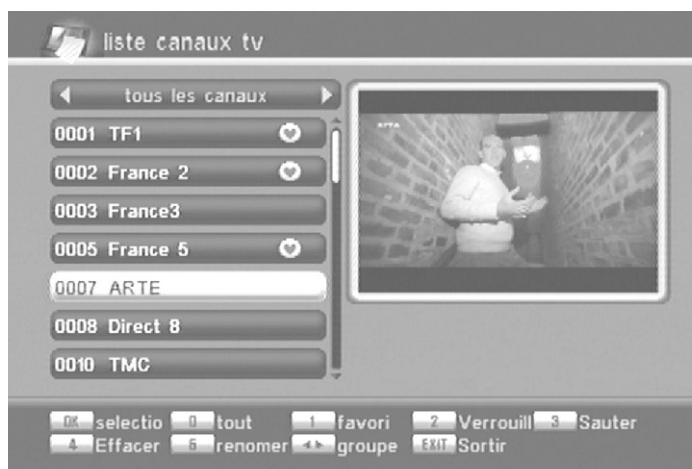 liste canaux tv
tous les canaux
0001 TF1
0002 France 2
0003 France3
0005 France 5
0007 ARTE
0008 Direct 8
0010 TMC
arte
OK selectio 0 tout 1 favori 2 Verrouill 3 Sauter
4 Effacer 5 renomer groupe EXIT Sortir